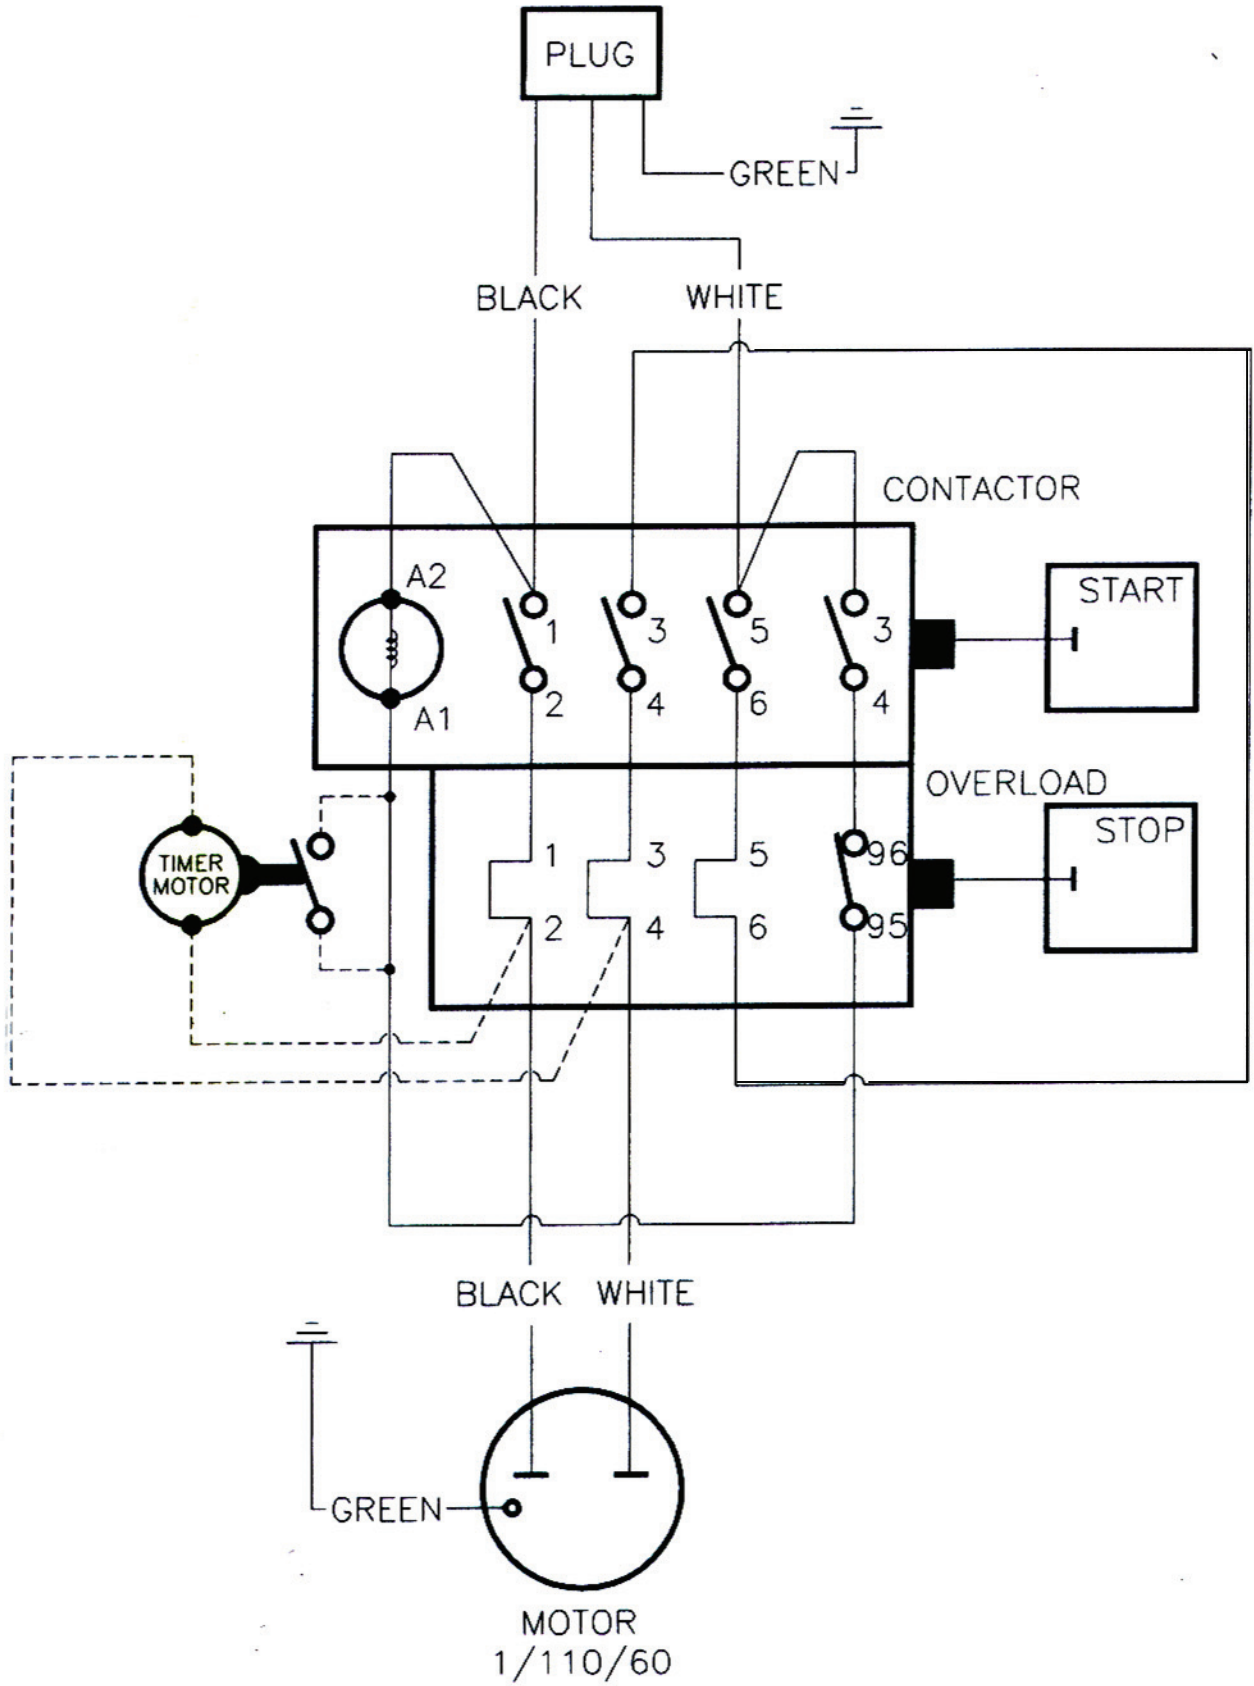 PLUG
GREEN
BLACK WHITE
CONTACTOR
A2
START
1 3 5 3
A1
2 4 6 4
OVERLOAD
STOP
TIMER
MOTOR
1 3 5 96
2 4 6 95
BLACK WHITE
GREEN
MOTOR
1/110/60